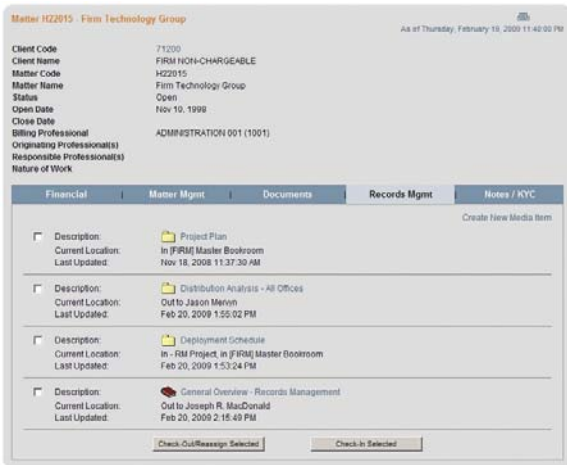 Matter H22015 - Firm Technology Group
As of Thursday, February 19, 2009 11:40:00 PM
Client Code 71200
Client Name FIRM NON-CHARGEABLE
Matter Code H22015
Matter Name Firm Technology Group
Status Open
Open Date Nov 10, 1999
Close Date
Billing Professional ADMINISTRATION 001 (1001)
Originating Professional(s)
Responsible Professional(s)
Nature of Work
Financial | Matter Mgmt | Documents Records Mgmt Notes / KYC
Create New Media Item
Description: Project Plan
Current Location: In [FIRM] Master Bookroom
Last Updated: Nov 18, 2008 11:37:30 AM
Description: Distribution Analysis - All Offices
Current Location: Out to Jason Mervyn
Last Updated: Feb 20, 2009 1:55:02 PM
Description: Deployment Schedule
Current Location: In - RM Project, in [FIRM] Master Bookroom
Last Updated: Feb 20, 2009 1:53:24 PM
Description: General Overview - Records Management
Current Location: Out to Joseph R. MacDonald
Last Updated: Feb 20, 2009 2:15:49 PM
Check-Out/Reassign Selected Check-In Selected